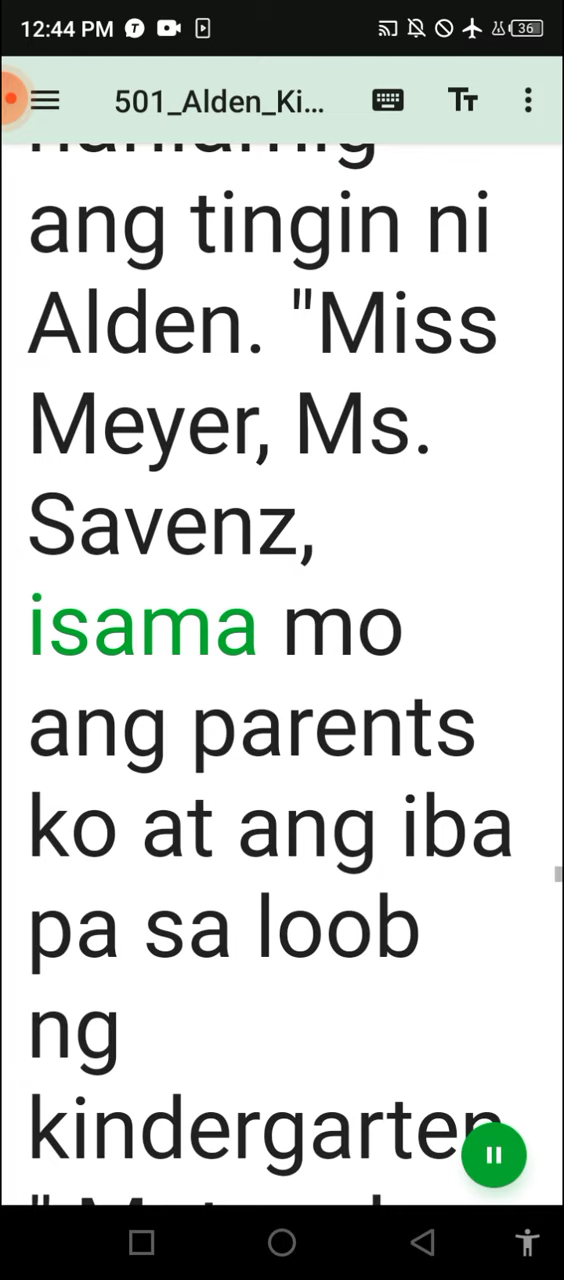 12:44 PM
36
501_Alden_Ki...
ang tingin ni
Alden. "Miss
Meyer, Ms.
Savenz,
isama mo
ang parents
ko at ang iba
pa sa loob
ng
kindergarten